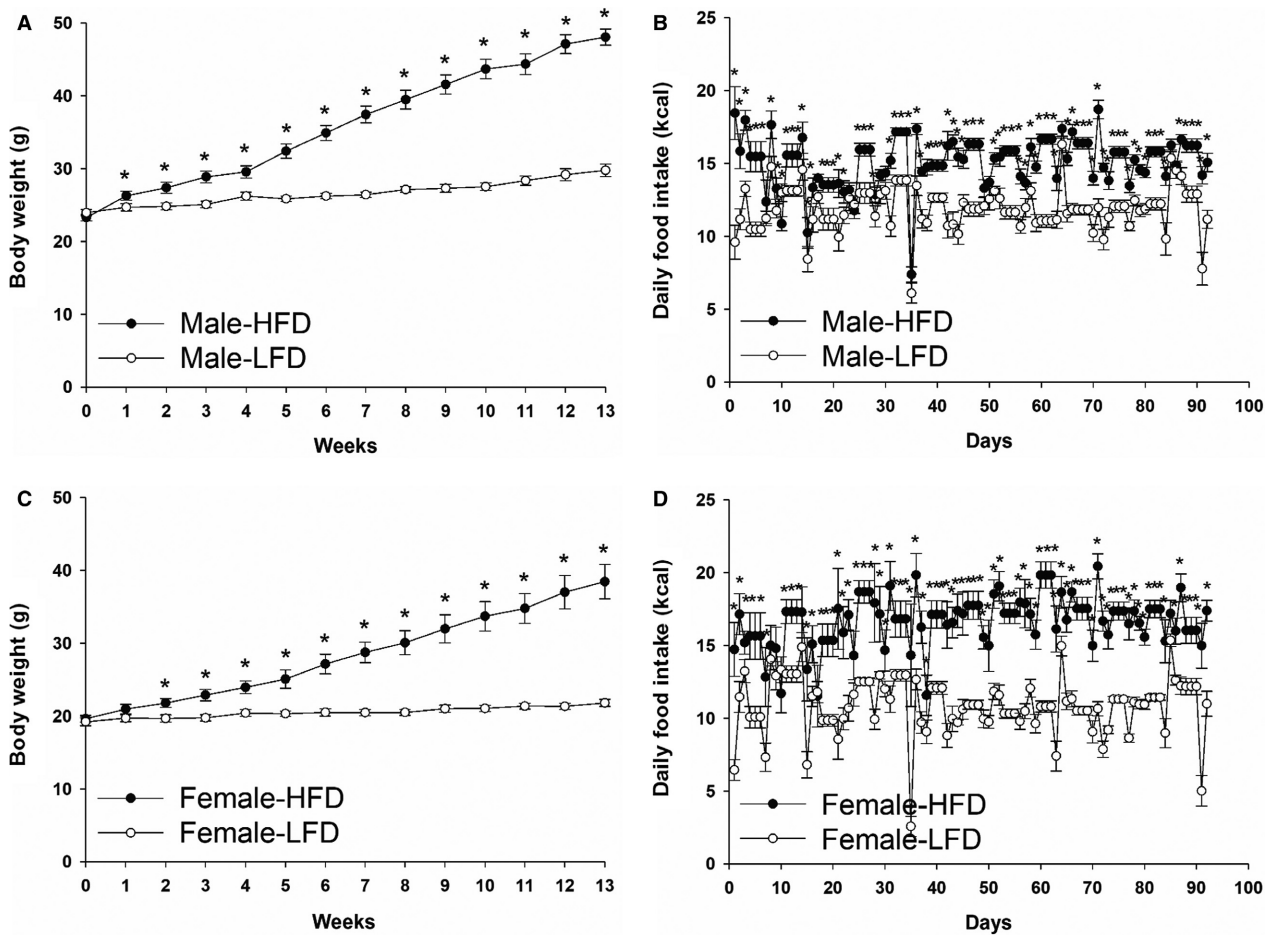 A
50
40
30
20
10
0
Body weight (g)
* * * * * * * * * * * * *
Male-HFD
Male-LFD
0 1 2 3 4 5 6 7 8 9 10 11 12 13
Weeks
B
25
20
15
10
5
0
Daily food intake (kcal)
Male-HFD
Male-LFD
0 10 20 30 40 50 60 70 80 90 100
Days
C
50
40
30
20
10
0
Body weight (g)
* * * * * * * * * * * *
Female-HFD
Female-LFD
0 1 2 3 4 5 6 7 8 9 10 11 12 13
Weeks
D
25
20
15
10
5
0
Daily food intake (kcal)
Female-HFD
Female-LFD
0 10 20 30 40 50 60 70 80 90 100
Days